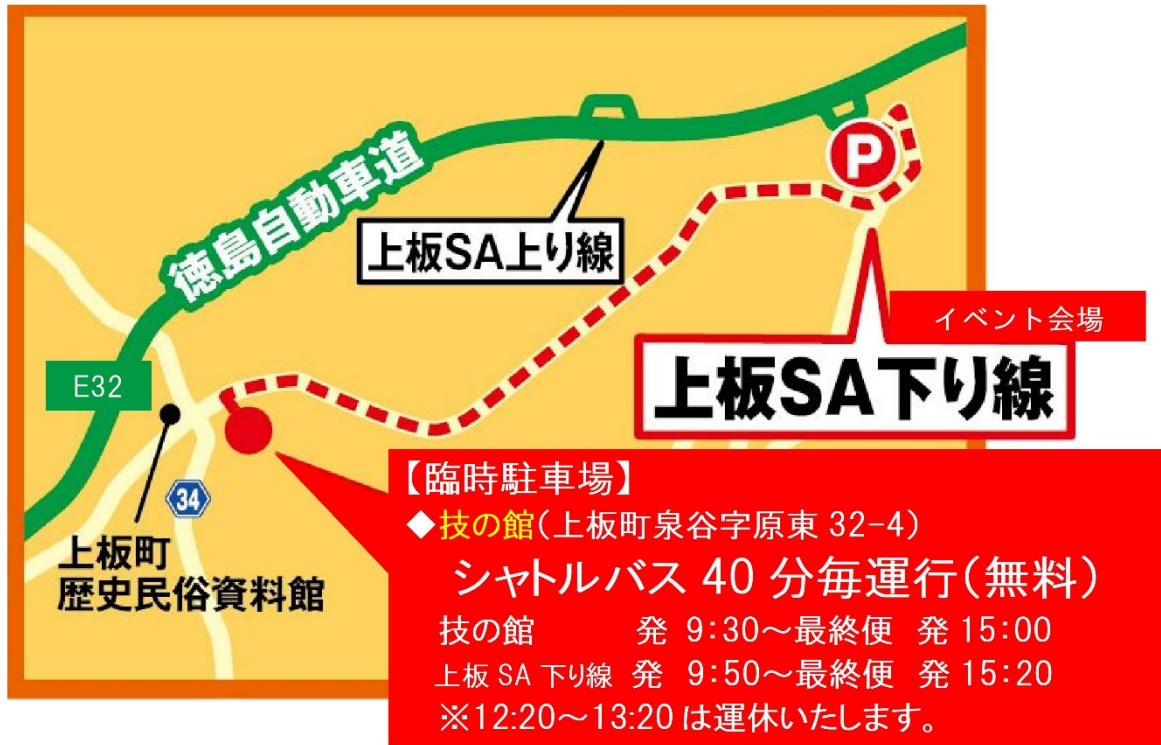 徳島自動車道
P
上板SA上り線
イベント会場
上板SA下り線
E32
34
上板町
歴史民俗資料館
【臨時駐車場】
◆技の館(上板町泉谷字原東 32-4)
シャトルバス 40 分毎運行(無料)
技の館 発 9:30~最終便 発 15:00
上板 SA 下り線 発 9:50~最終便 発 15:20
※12:20~13:20 は運休いたします。